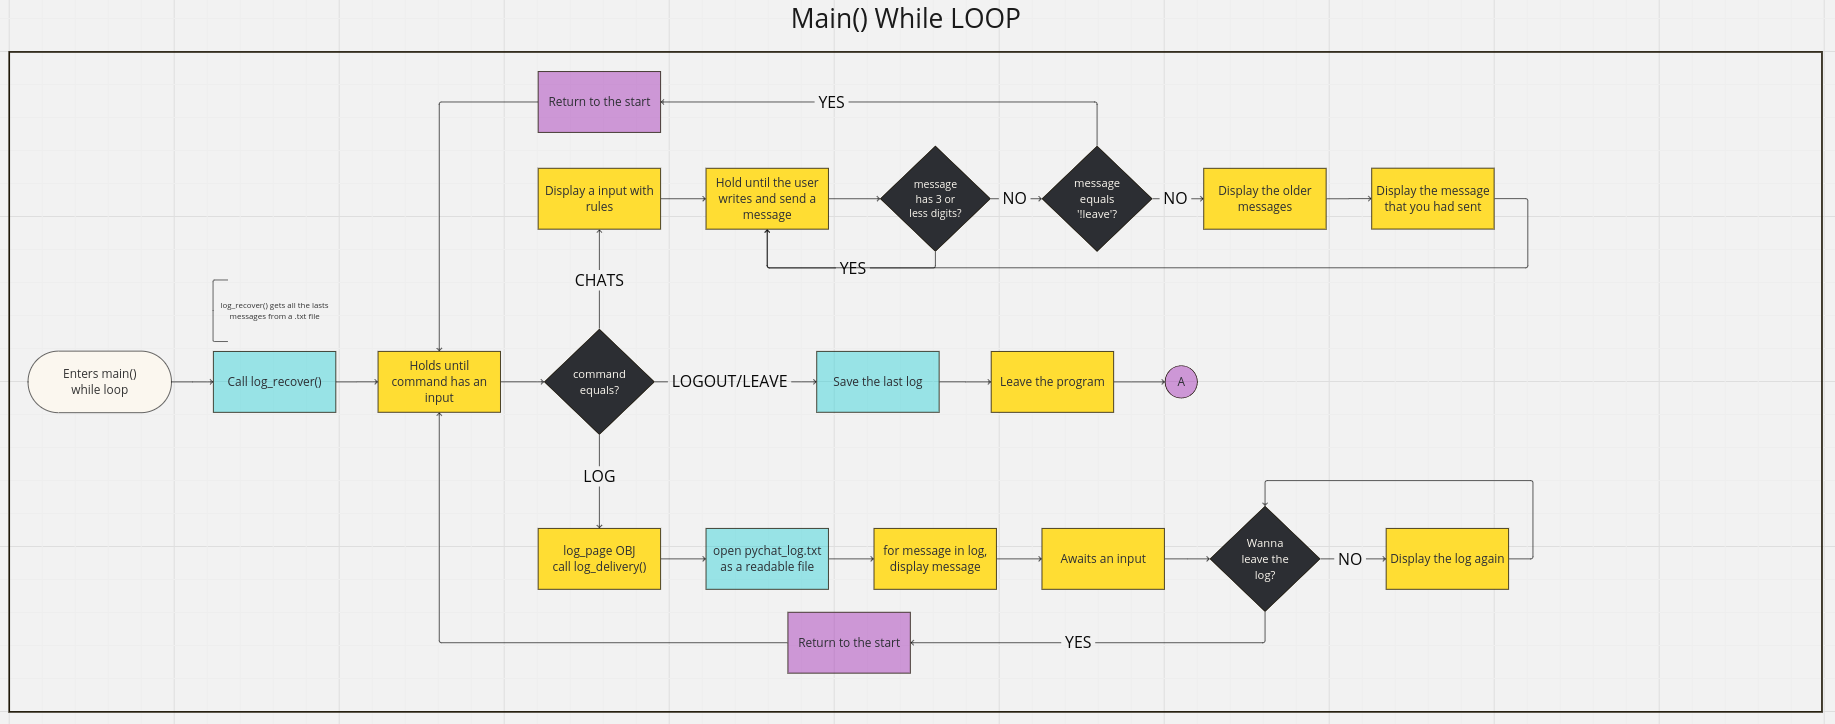 Main() While LOOP
Return to the start
YES
Display a input with
rules
Hold until the user
writes and send a
message
message
has 3 or
less digits?
NO
message
equals
'!leave'?
NO
Display the older
messages
Display the message
that you had sent
YES
CHATS
log_recover() gets all the lasts
messages from a .txt file
Enters main()
while loop
Call log_recover()
Holds until
command has an
input
command
equals?
LOGOUT/LEAVE
Save the last log
Leave the program
A
LOG
log_page OBJ
call log_delivery()
open pychat_log.txt
as a readable file
for message in log,
display message
Awaits an input
Wanna
leave the
log?
NO
Display the log again
Return to the start
YES